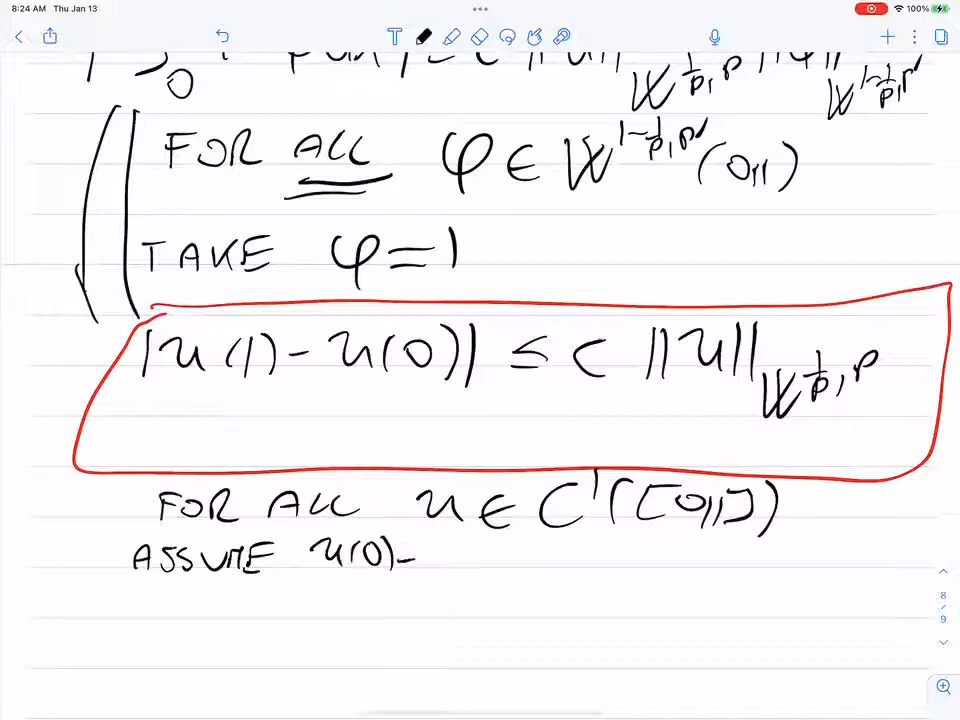 8:24 AM Thu Jan 13
100%
FOR ALL φ ∈ W^{1-1/p, p'} (0,1)
TAKE φ = 1
|u(1) - u(0)| ≤ C ||u||_{W^{1/p, p}}
FOR ALL u ∈ C^1([0,1])
ASSUME u(0) =
8
/
9